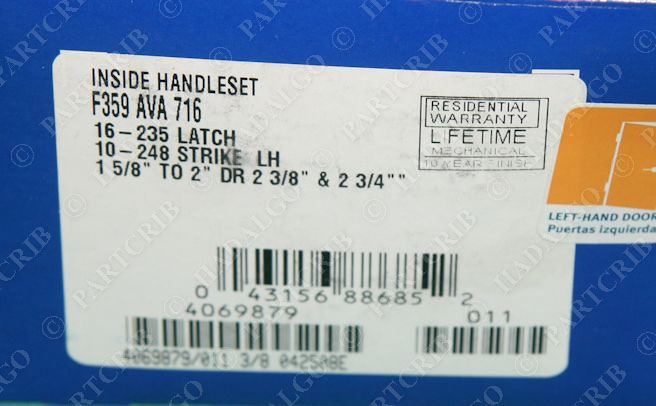 INSIDE HANDLESET
F359 AVA 716
16-235 LATCH
10-248 STRIKE LH
1 5/8" TO 2" DR 2 3/8" & 2 3/4""
RESIDENTIAL
WARRANTY
LIFETIME
MECHANICAL
10 YEAR FINISH
LEFT-HAND DOOR
Puertas izquierda
0 43156 88685 2
4069879
011
4069879/011 3/8 042508E
© PARTCRIB
© HIDALGO